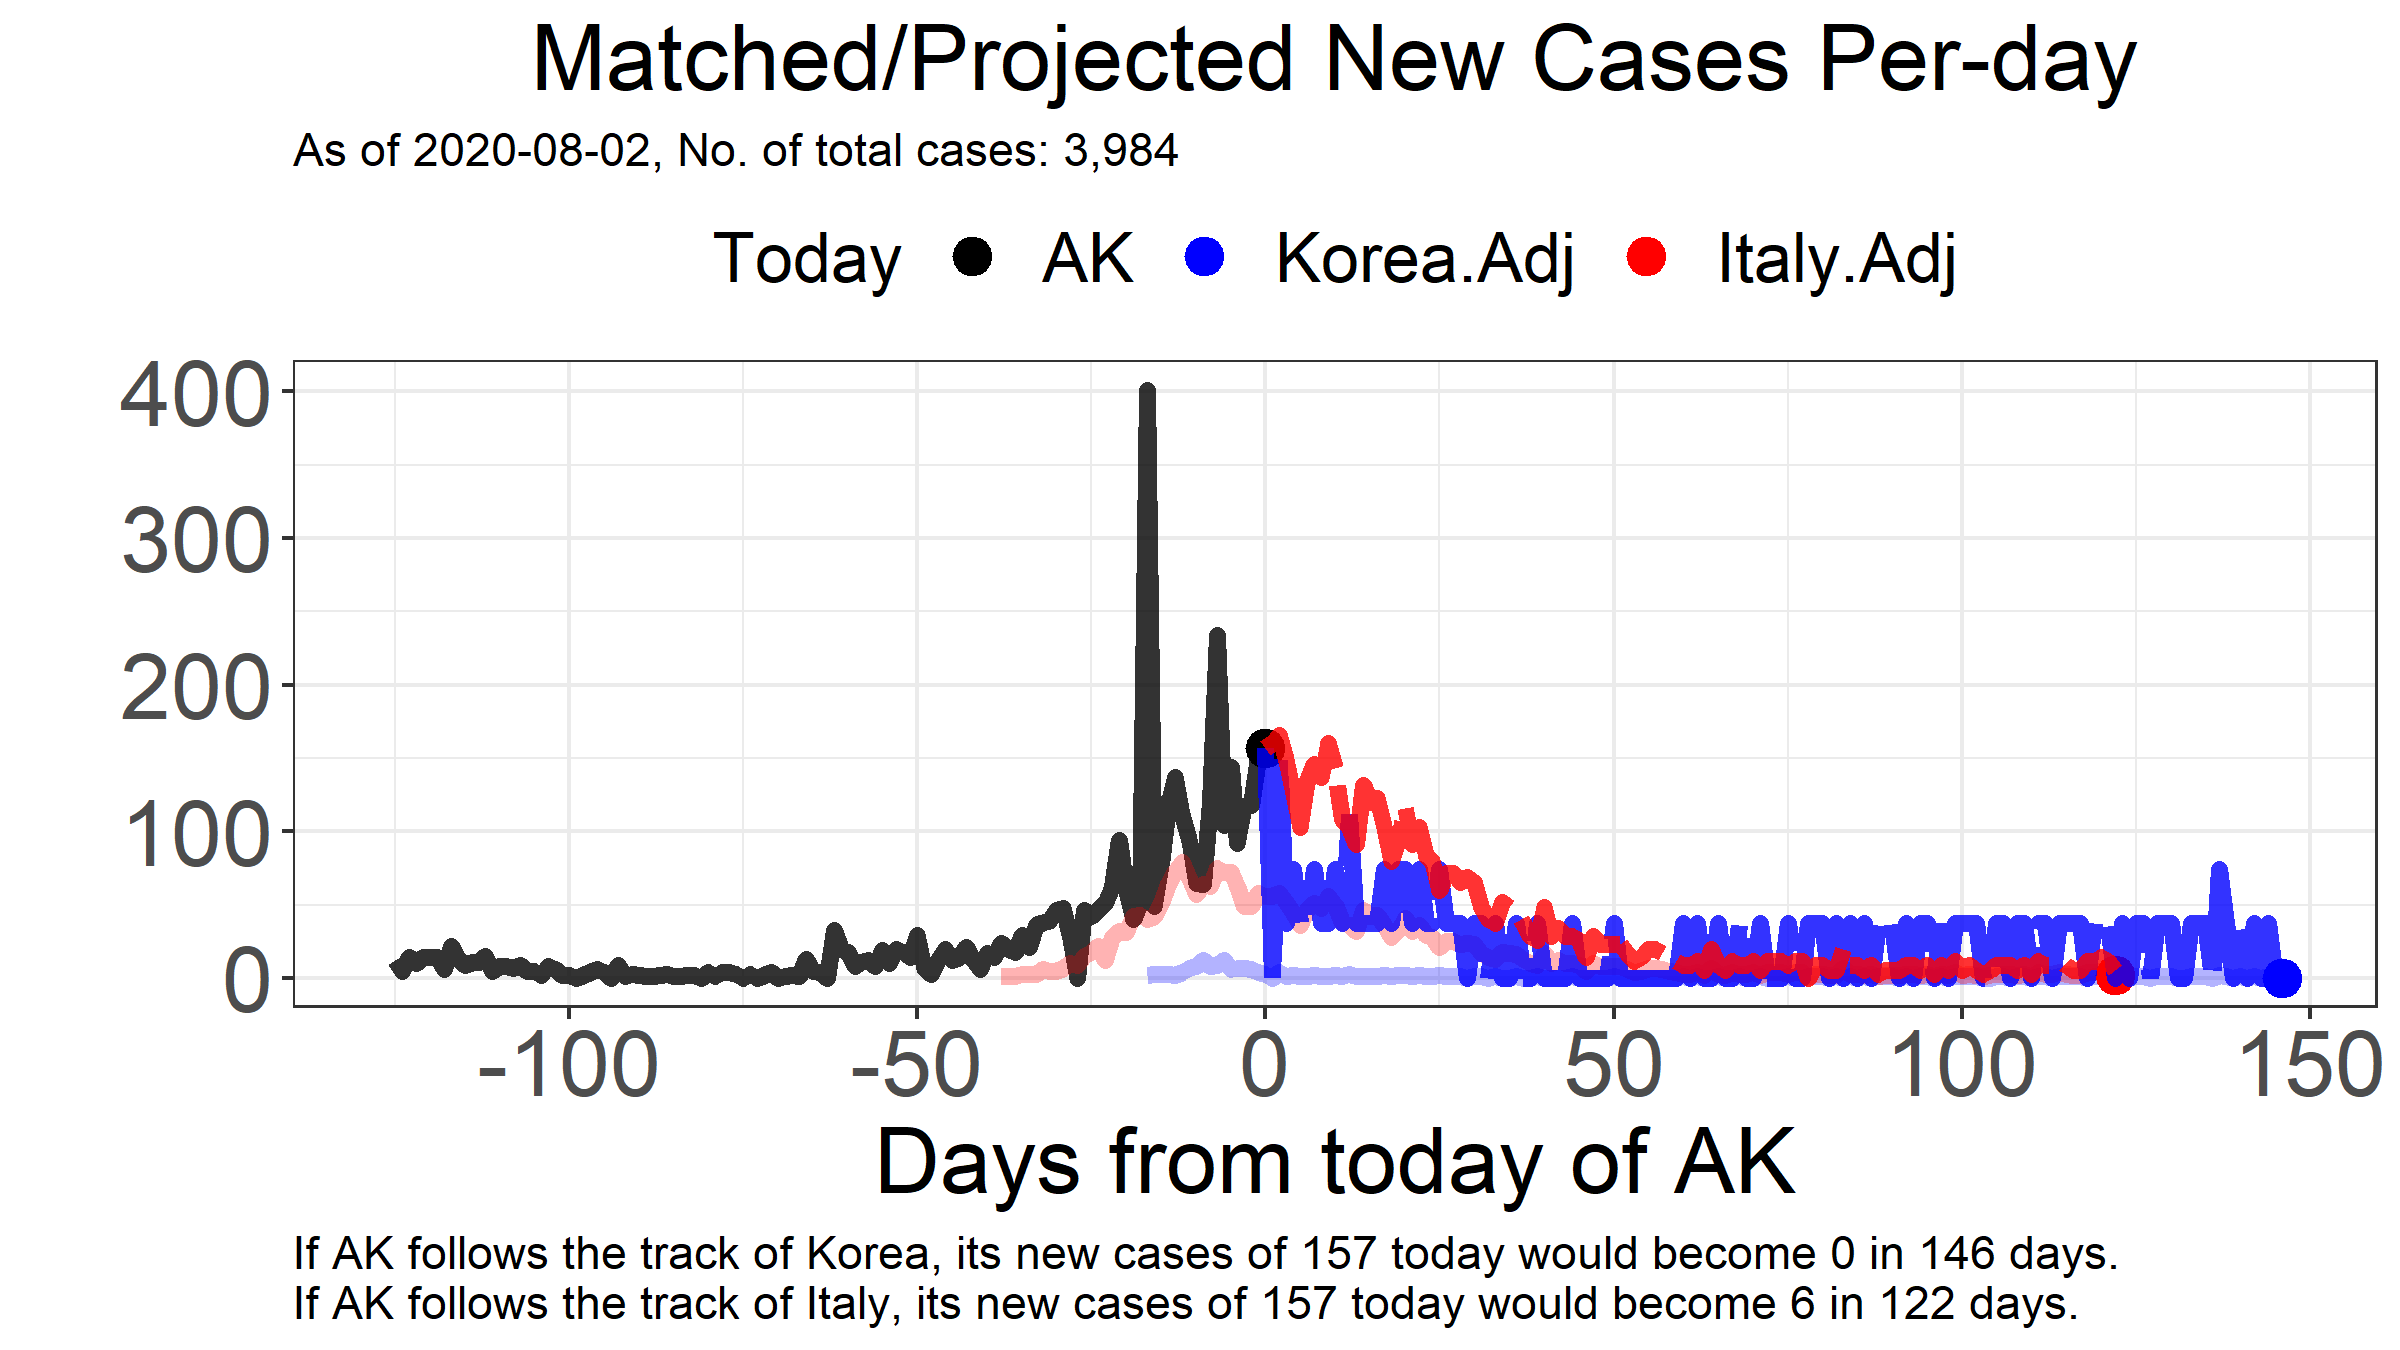 Matched/Projected New Cases Per-day
As of 2020-08-02, No. of total cases: 3,984
Today AK Korea.Adj Italy.Adj
400
300
200
100
0
-100 -50 0 50 100 150
Days from today of AK
If AK follows the track of Korea, its new cases of 157 today would become 0 in 146 days.
If AK follows the track of Italy, its new cases of 157 today would become 6 in 122 days.